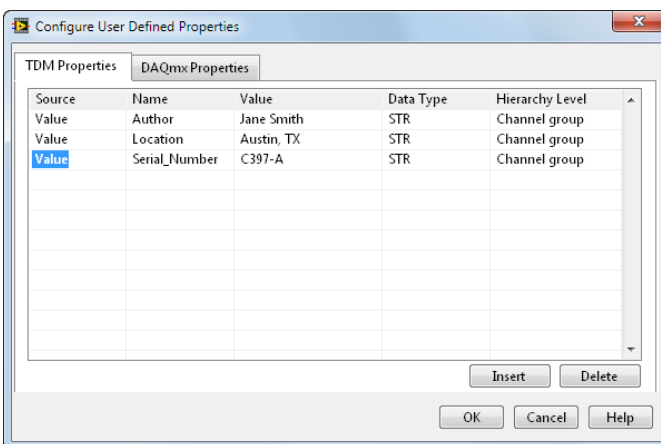 Configure User Defined Properties
TDM Properties DAQmx Properties
Source Name Value Data Type Hierarchy Level
Value Author Jane Smith STR Channel group
Value Location Austin, TX STR Channel group
Value Serial_Number C397-A STR Channel group
Insert Delete
OK Cancel Help